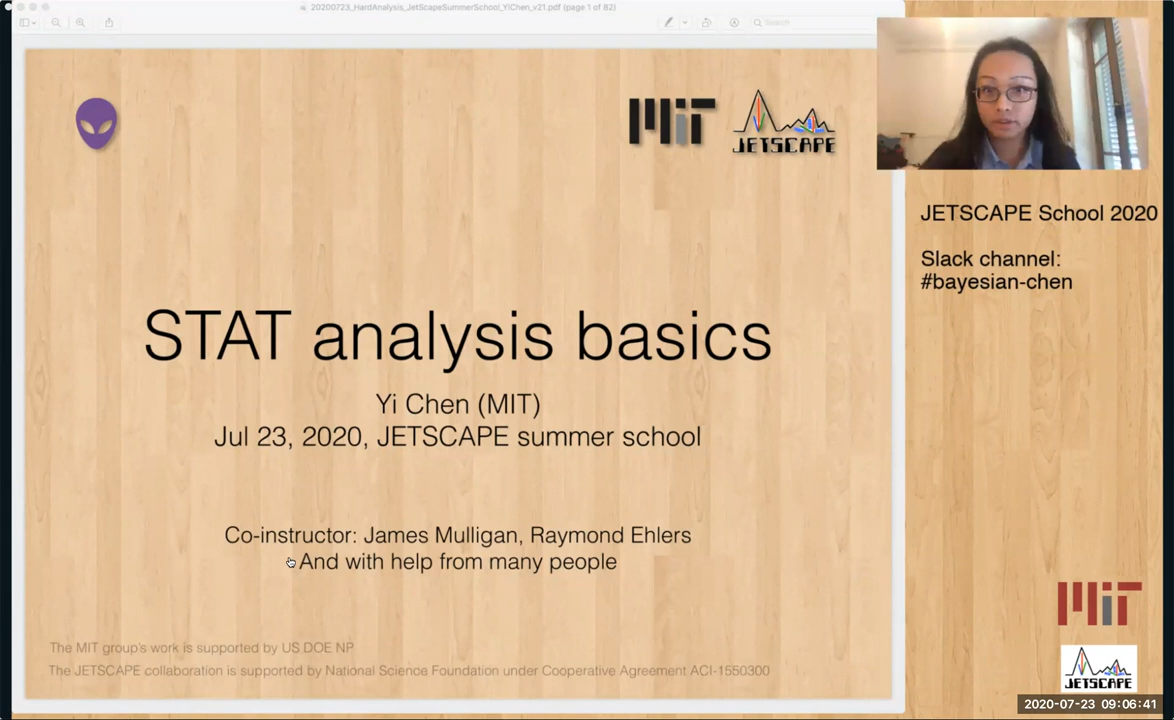 20200723_HardAnalysis_JetScapeSummerSchool_YiChen_v21.pdf (page 1 of 82)
Search
MIT
JETSCAPE
STAT analysis basics
Yi Chen (MIT)
Jul 23, 2020, JETSCAPE summer school
Co-instructor: James Mulligan, Raymond Ehlers
And with help from many people
The MIT group's work is supported by US DOE NP
The JETSCAPE collaboration is supported by National Science Foundation under Cooperative Agreement ACI-1550300
JETSCAPE School 2020
Slack channel:
#bayesian-chen
MIT
JETSCAPE
2020-07-23 09:06:41